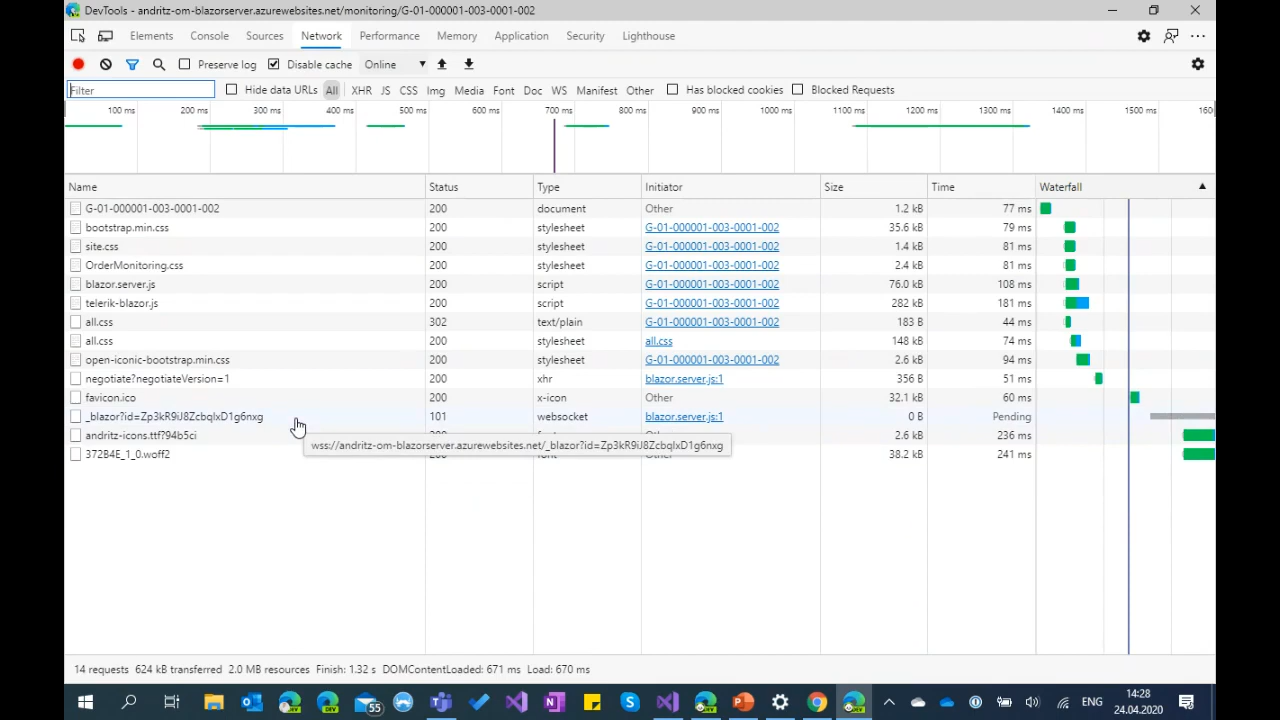 DevTools - andritz-om-blazorserver.azurewebsites.net/monitoring/G-01-000001-003-0001-002
Elements Console Sources Network Performance Memory Application Security Lighthouse
Preserve log Disable cache Online
Filter Hide data URLs All XHR JS CSS Img Media Font Doc WS Manifest Other Has blocked cookies Blocked Requests
100 ms 200 ms 300 ms 400 ms 500 ms 600 ms 700 ms 800 ms 900 ms 1000 ms 1100 ms 1200 ms 1300 ms 1400 ms 1500 ms 160
Name Status Type Initiator Size Time Waterfall
G-01-000001-003-0001-002 200 document Other 1.2 kB 77 ms
bootstrap.min.css 200 stylesheet G-01-000001-003-0001-002 35.6 kB 79 ms
site.css 200 stylesheet G-01-000001-003-0001-002 1.4 kB 81 ms
OrderMonitoring.css 200 stylesheet G-01-000001-003-0001-002 2.4 kB 81 ms
blazor.server.js 200 script G-01-000001-003-0001-002 76.0 kB 108 ms
telerik-blazor.js 200 script G-01-000001-003-0001-002 282 kB 181 ms
all.css 302 text/plain G-01-000001-003-0001-002 183 B 44 ms
all.css 200 stylesheet all.css 148 kB 74 ms
open-iconic-bootstrap.min.css 200 stylesheet G-01-000001-003-0001-002 2.6 kB 94 ms
negotiate?negotiateVersion=1 200 xhr blazor.server.js:1 356 B 51 ms
favicon.ico 200 x-icon Other 32.1 kB 60 ms
_blazor?id=Zp3kR9iJ8ZcbqlxD1g6nxg 101 websocket blazor.server.js:1 0 B Pending
andritz-icons.ttf?94b5ci 2.6 kB 236 ms
wss://andritz-om-blazorserver.azurewebsites.net/_blazor?id=Zp3kR9iJ8ZcbqlxD1g6nxg
372B4E_1_0.woff2 38.2 kB 241 ms
14 requests 624 kB transferred 2.0 MB resources Finish: 1.32 s DOMContentLoaded: 671 ms Load: 670 ms
55 ENG 14:28
24.04.2020